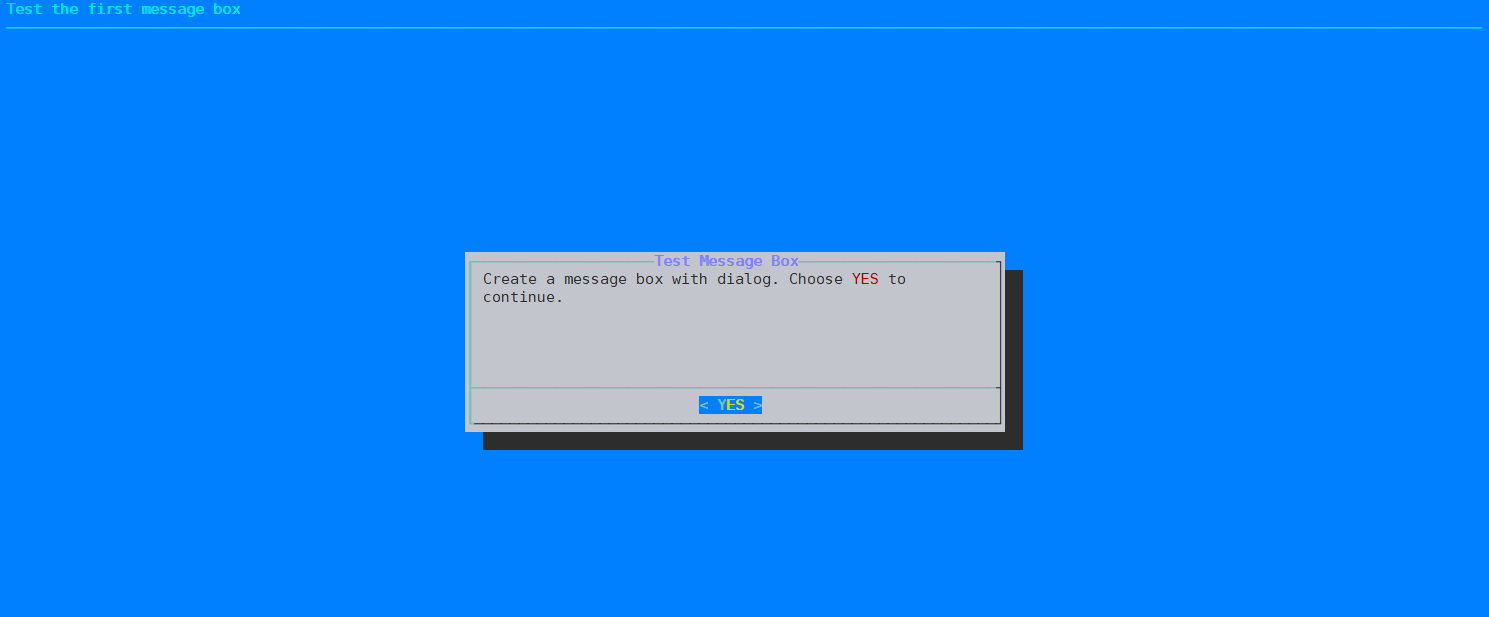 Test the first message box
Test Message Box
Create a message box with dialog. Choose YES to
continue.
< YES >